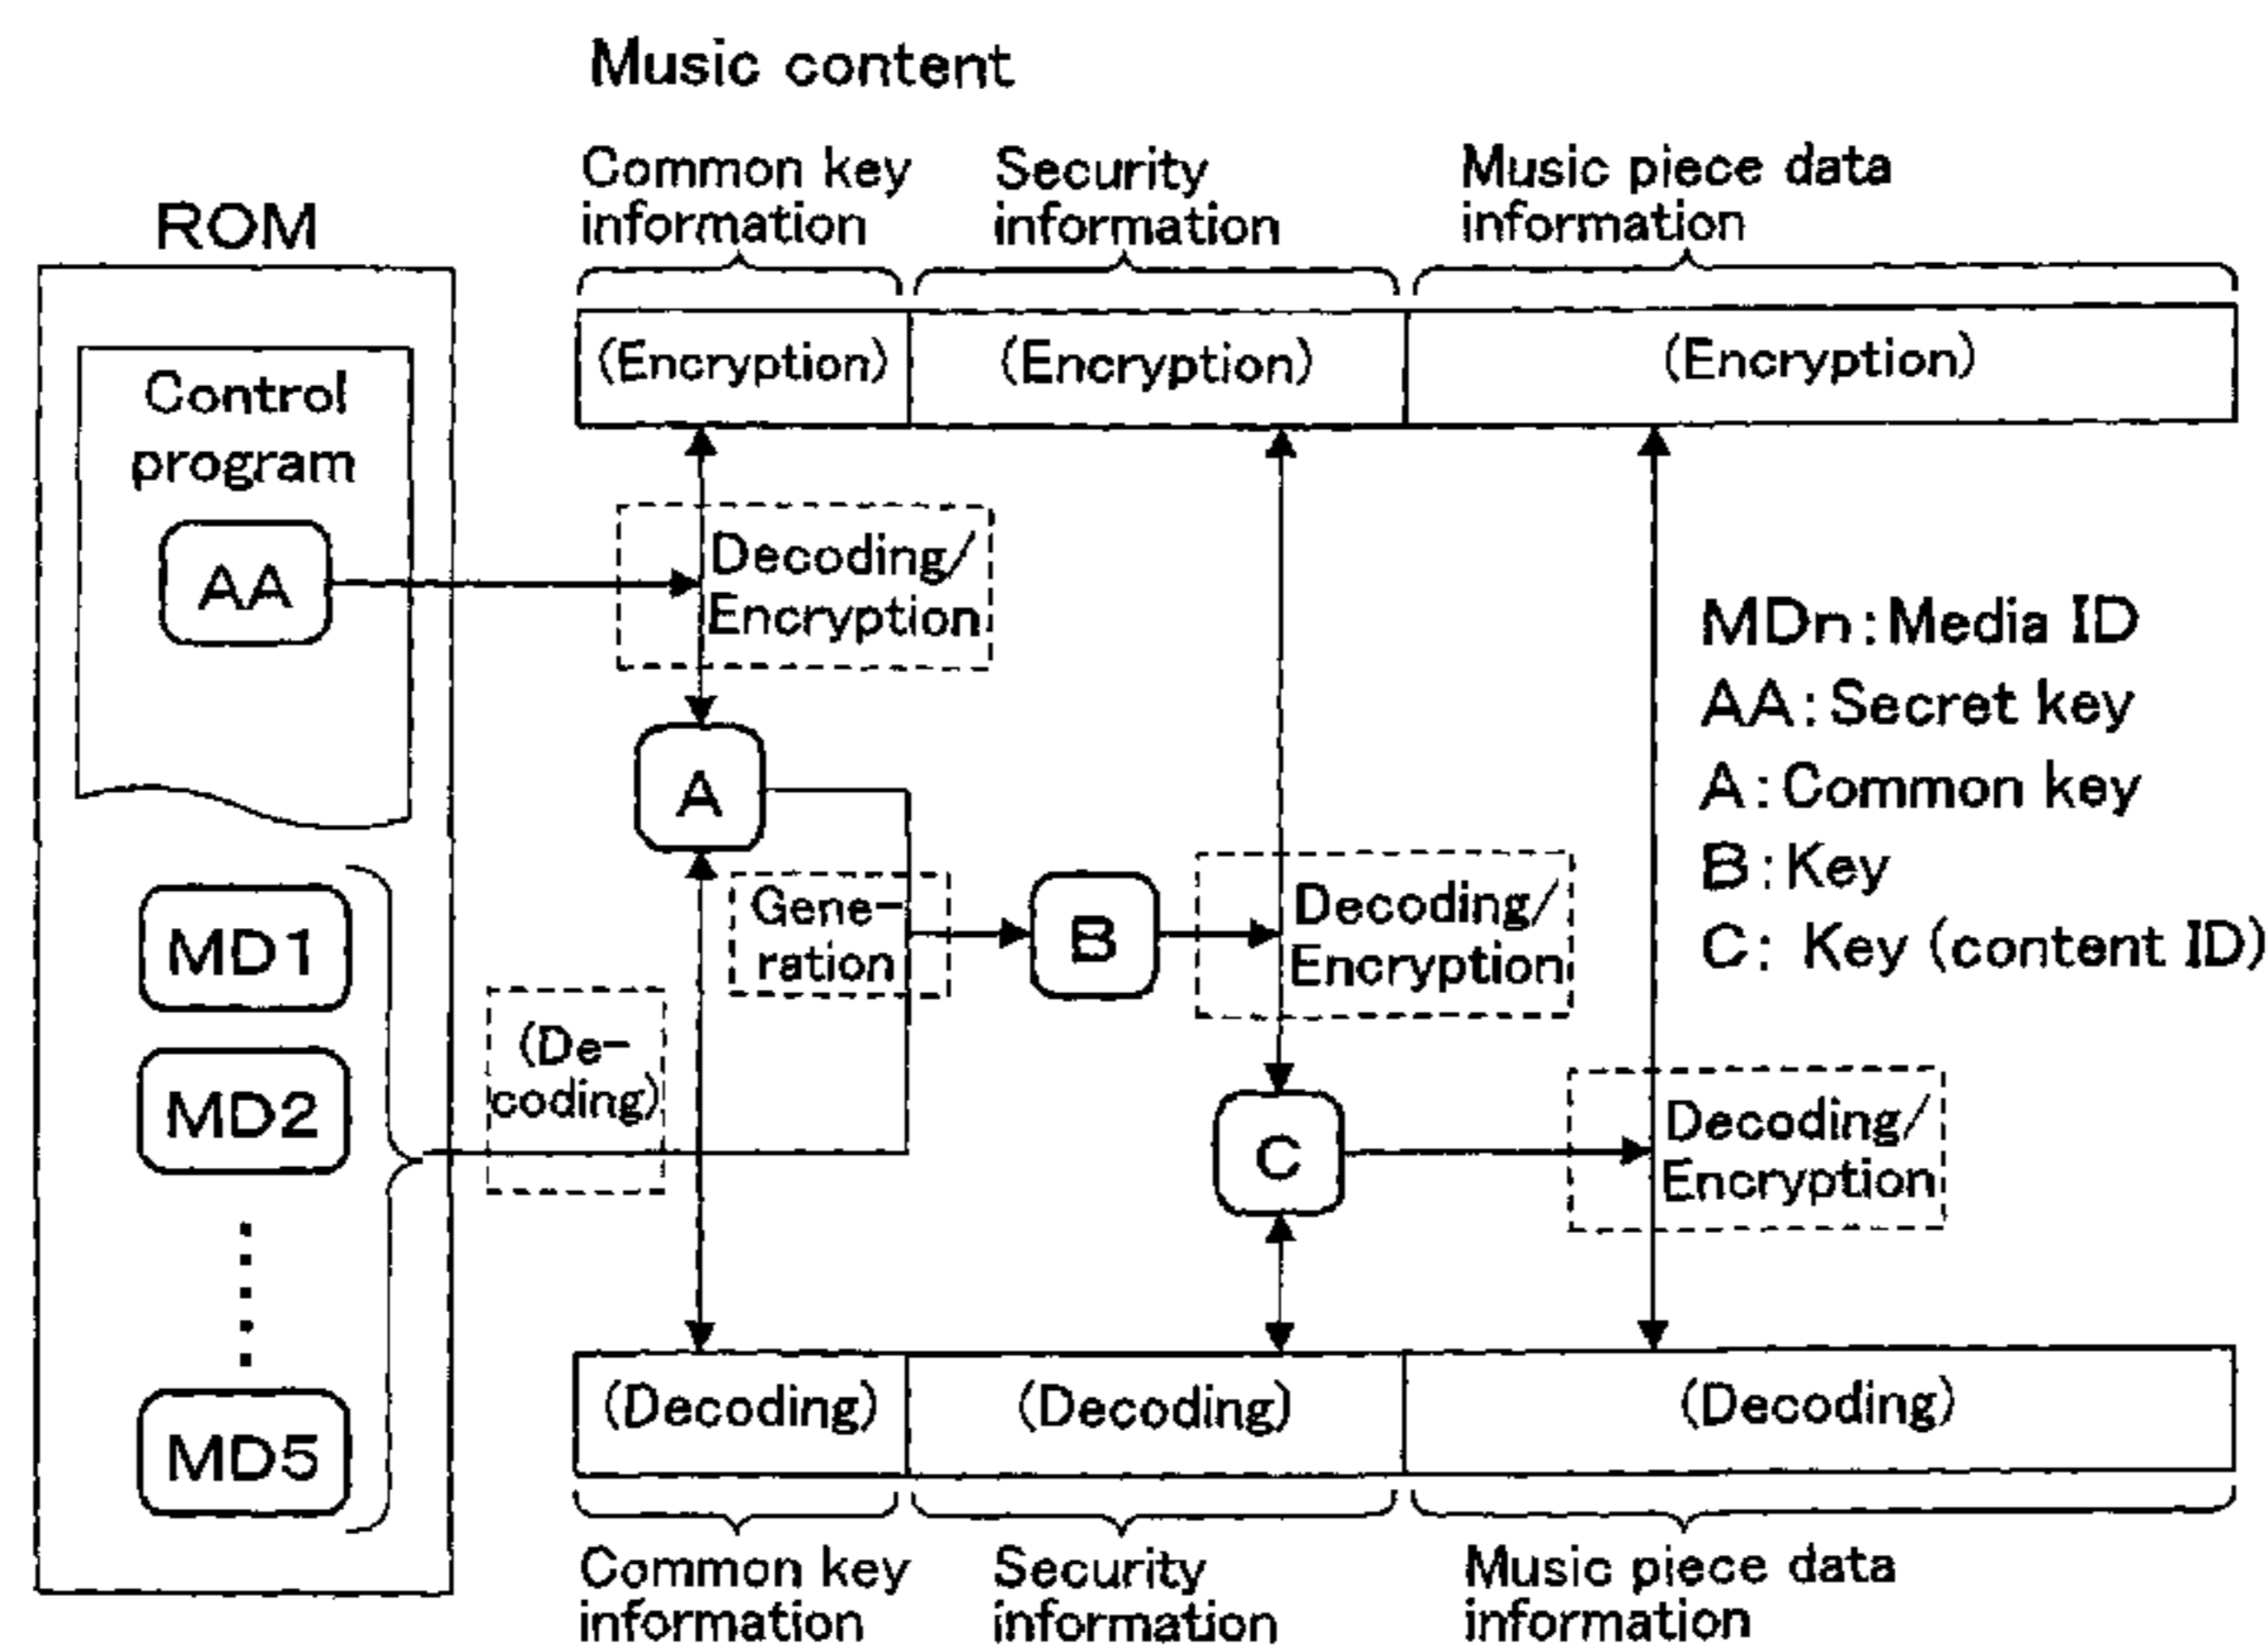 Music content
Common key
information
Security
information
Music piece data
information
ROM
(Encryption)
(Encryption)
(Encryption)
Control
program
AA
Decoding/
Encryption
MDn:Media ID
AA:Secret key
A:Common key
B:Key
C: Key (content ID)
A
MD1
Gene-
ration
B
Decoding/
Encryption
(De-
coding)
MD2
C
Decoding/
Encryption
MD5
(Decoding)
(Decoding)
(Decoding)
Common key
information
Security
information
Music piece data
information